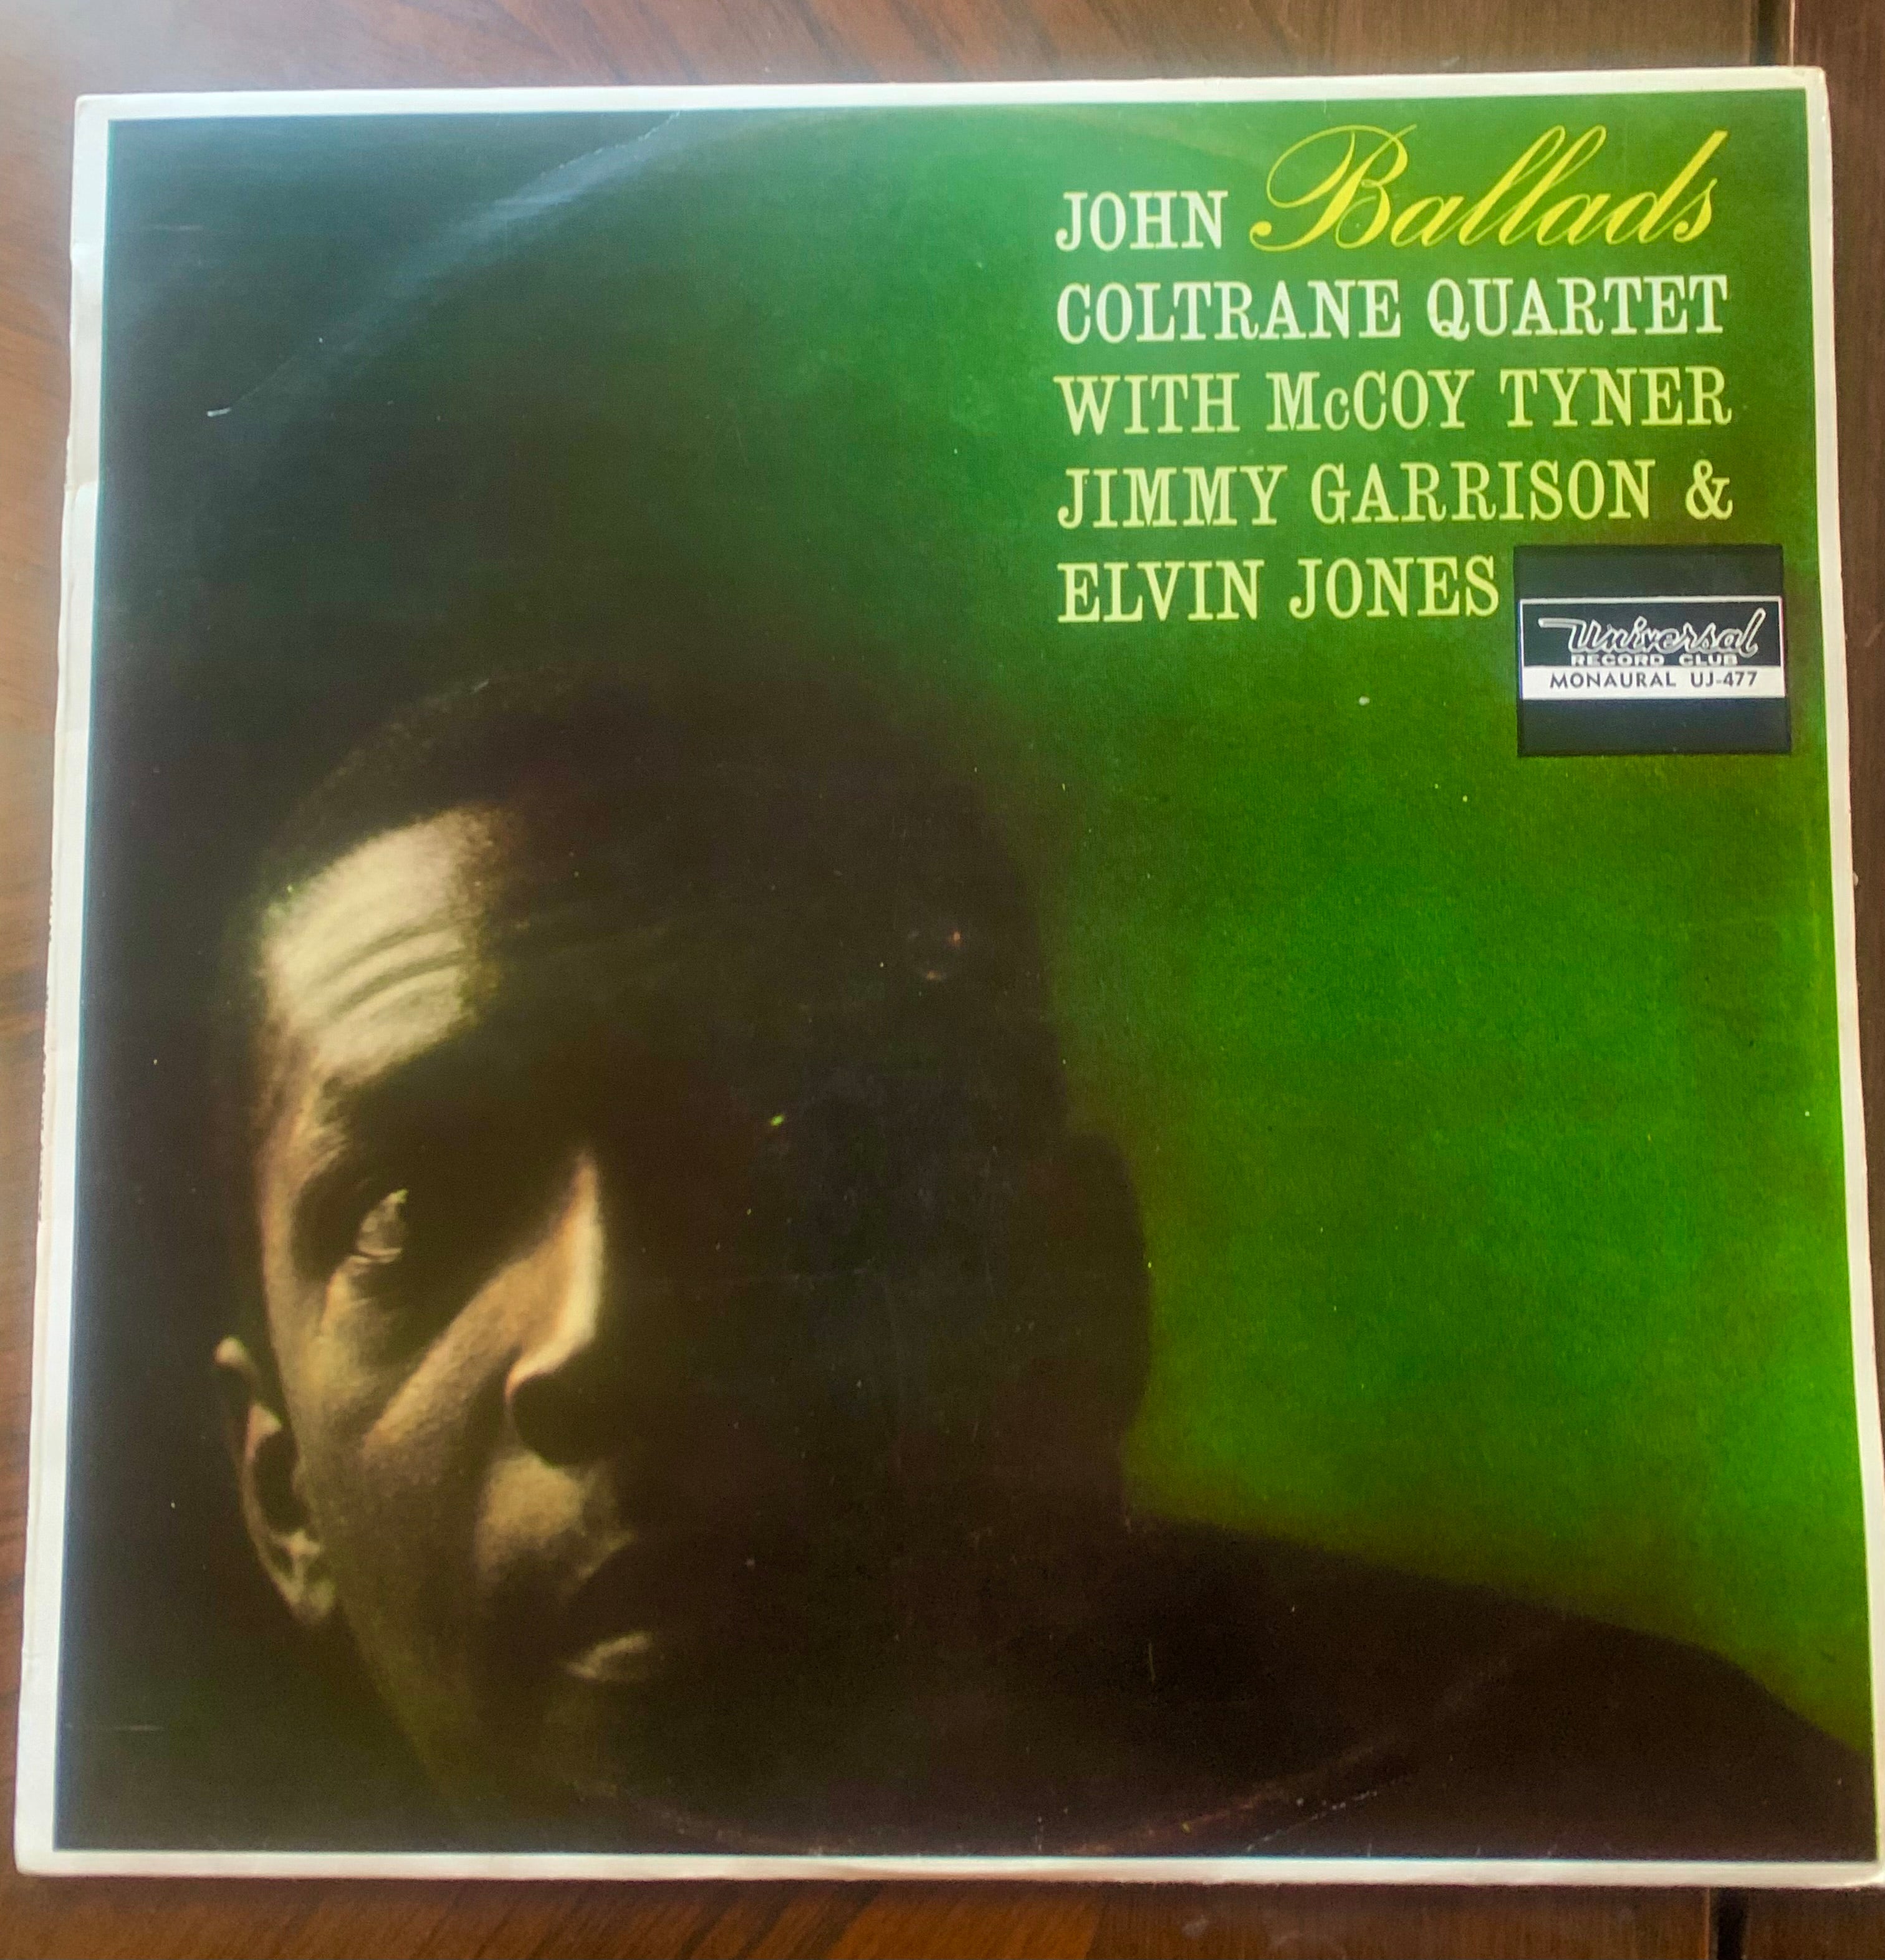 JOHN Ballads
COLTRANE QUARTET
WITH McCOY TYNER
JIMMY GARRISON &
ELVIN JONES
Universal
RECORD CLUB
MONAURAL UJ-477